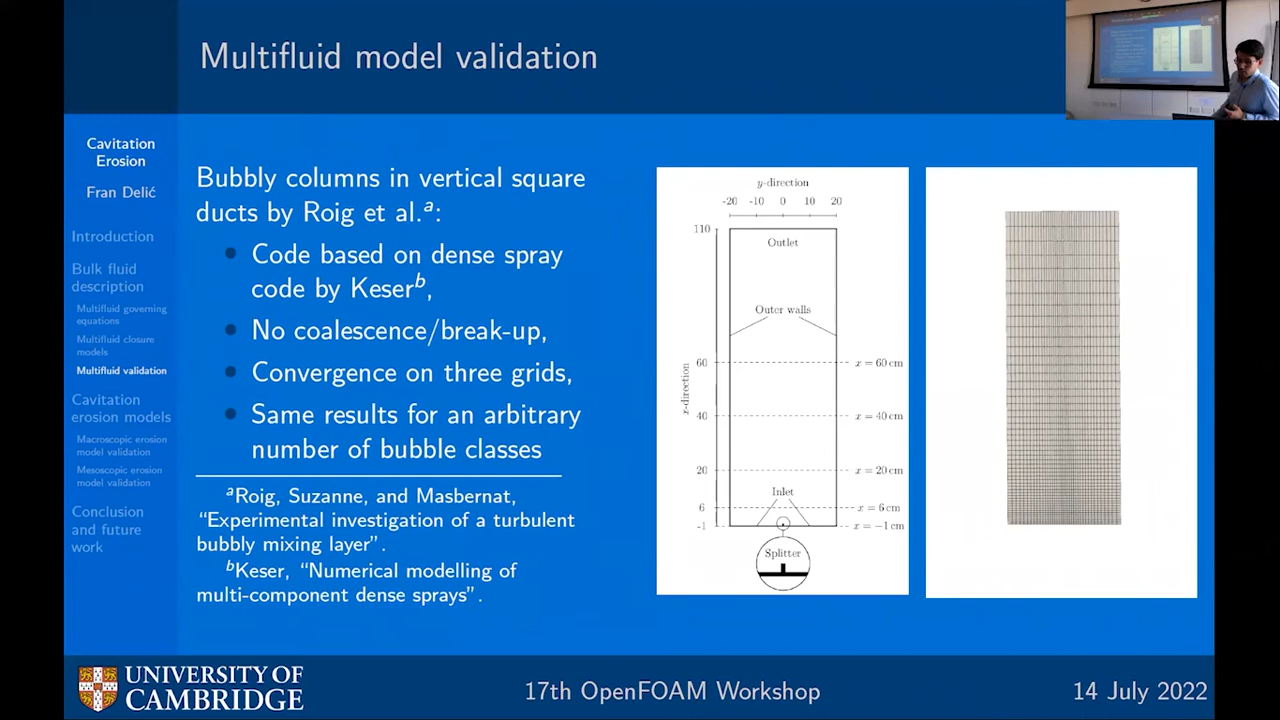 Multifluid model validation
Cavitation
Erosion
Fran Delić
Introduction
Bulk fluid
description
Multifluid governing
equations
Multifluid closure
models
Multifluid validation
Cavitation
erosion models
Macroscopic erosion
model validation
Mesoscopic erosion
model validation
Conclusion
and future
work
Bubbly columns in vertical square
ducts by Roig et al.ᵃ:
Code based on dense spray
code by Keserᵇ,
No coalescence/break-up,
Convergence on three grids,
Same results for an arbitrary
number of bubble classes
ᵃRoig, Suzanne, and Masbernat,
“Experimental investigation of a turbulent
bubbly mixing layer”.
ᵇKeser, “Numerical modelling of
multi-component dense sprays”.
y-direction
-20 -10 0 10 20
110
Outlet
Outer walls
60 x = 60 cm
x-direction
40 x = 40 cm
20 x = 20 cm
Inlet
6 x = 6 cm
-1 x = −1 cm
Splitter
UNIVERSITY OF
CAMBRIDGE
17th OpenFOAM Workshop
14 July 2022